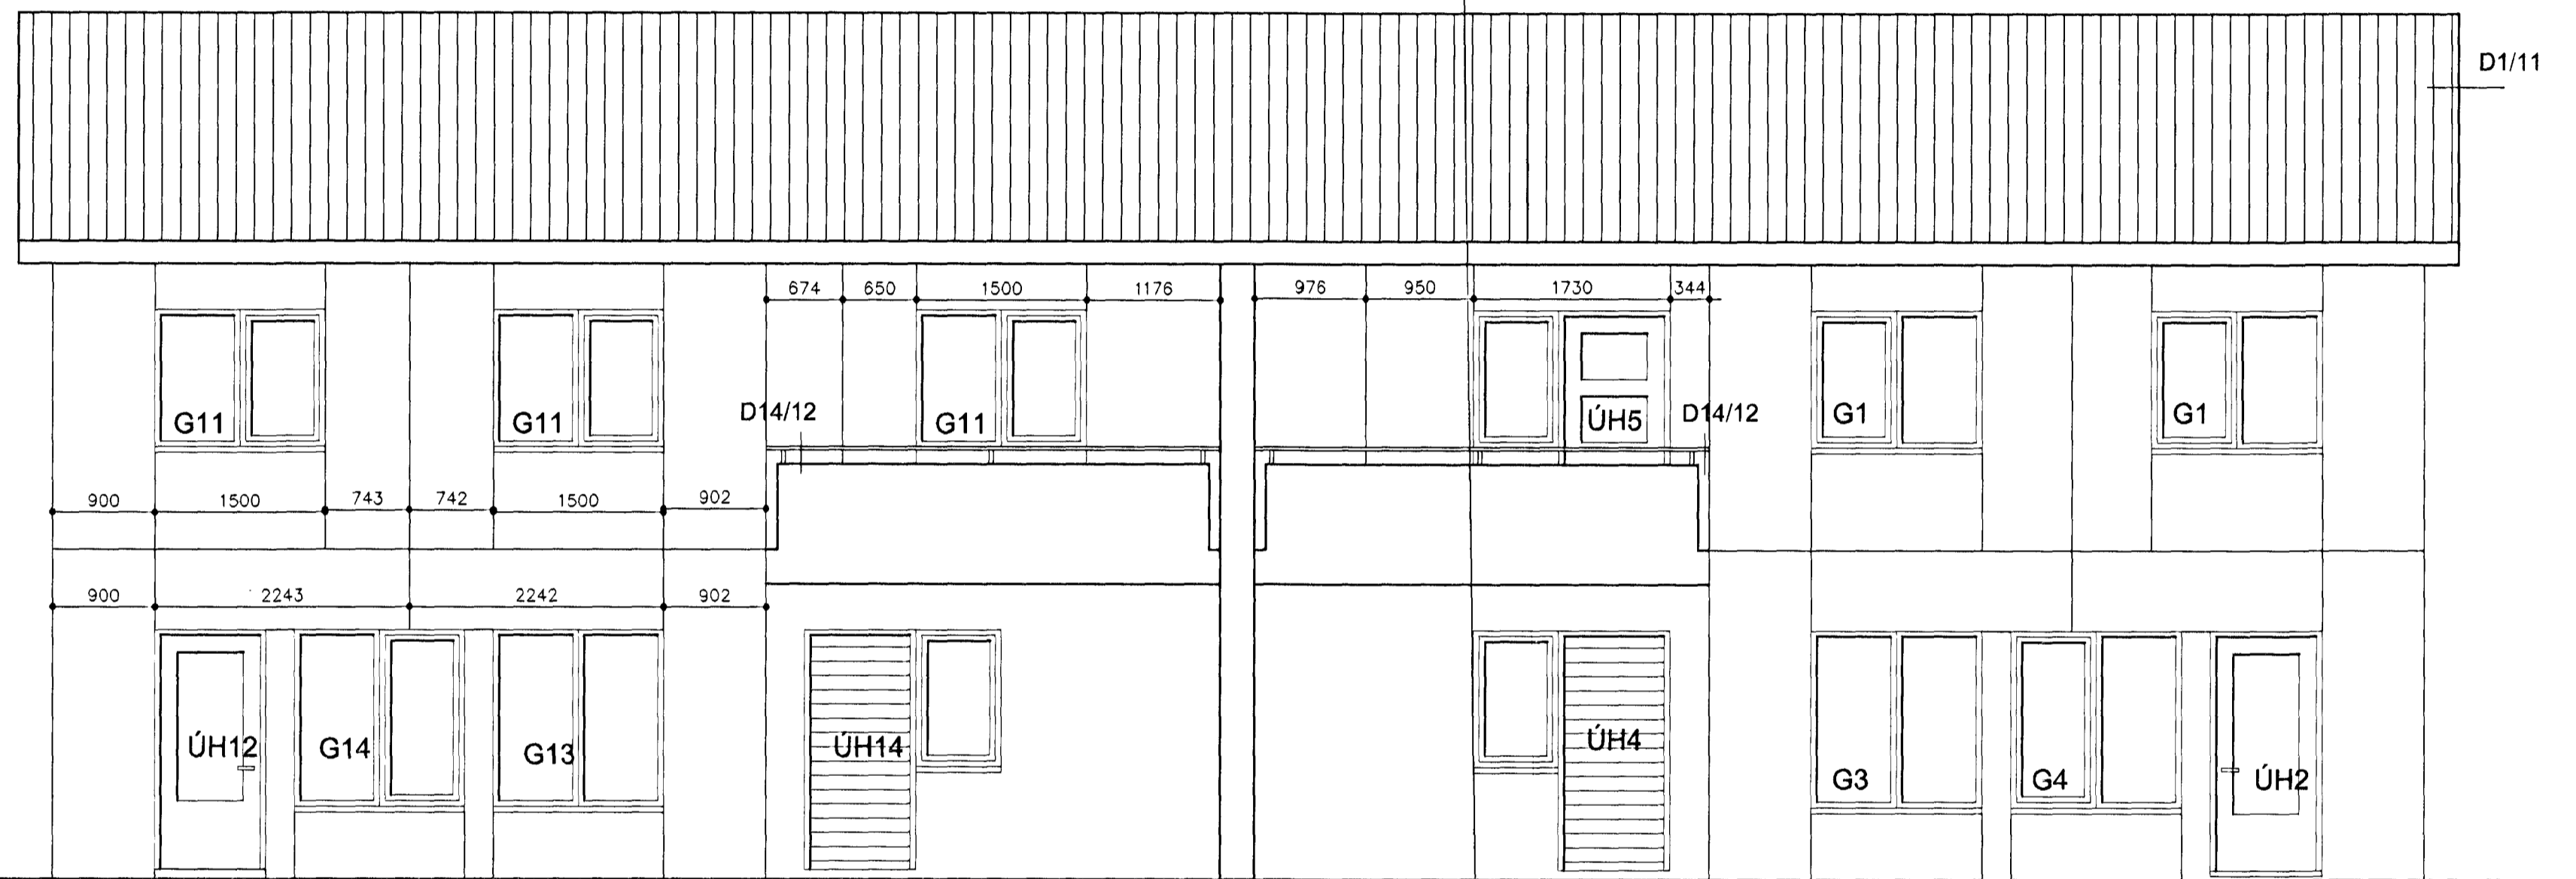 D1/11
674 650 1500 1176 976 950 1730 344
G11 G11 D14/12 G11 ÚH5 D14/12 G1 G1
900 1500 743 742 1500 902
900 2243 2242 902
ÚH12 G14 G13 ÚH14 ÚH4 G3 G4 ÚH2